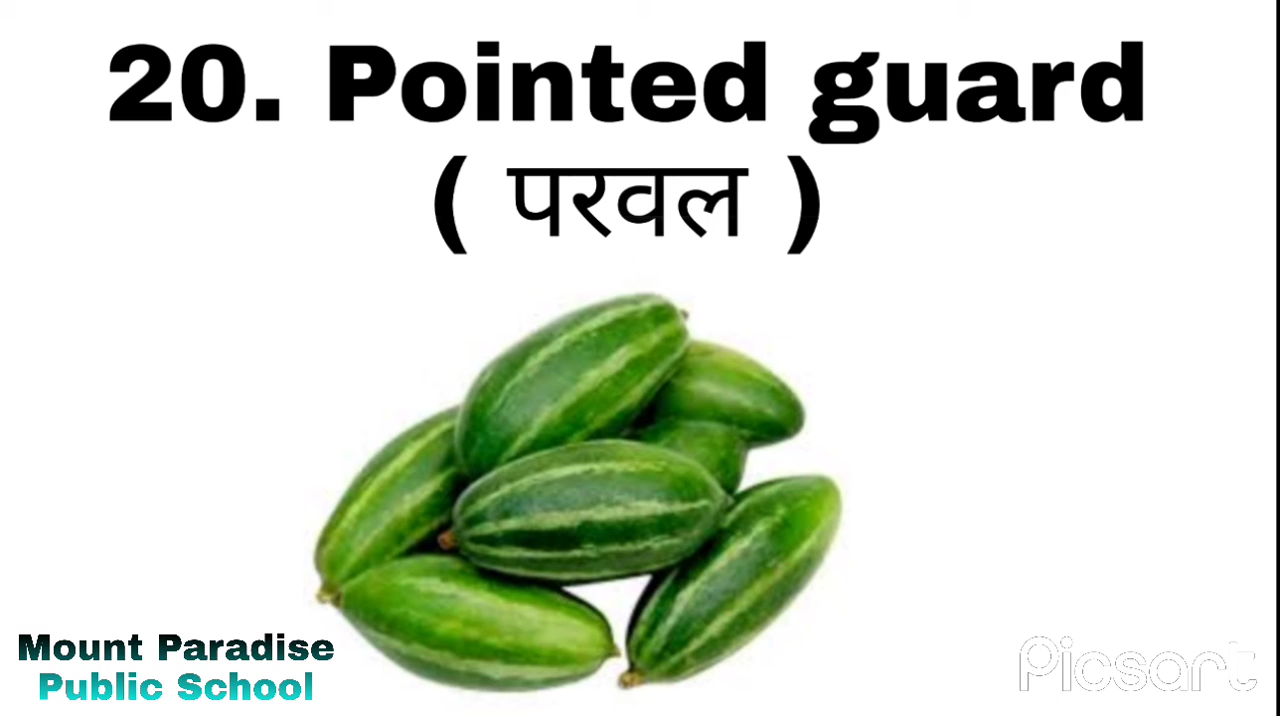 20. Pointed guard
( परवल )
Mount Paradise
Public School
Picsart